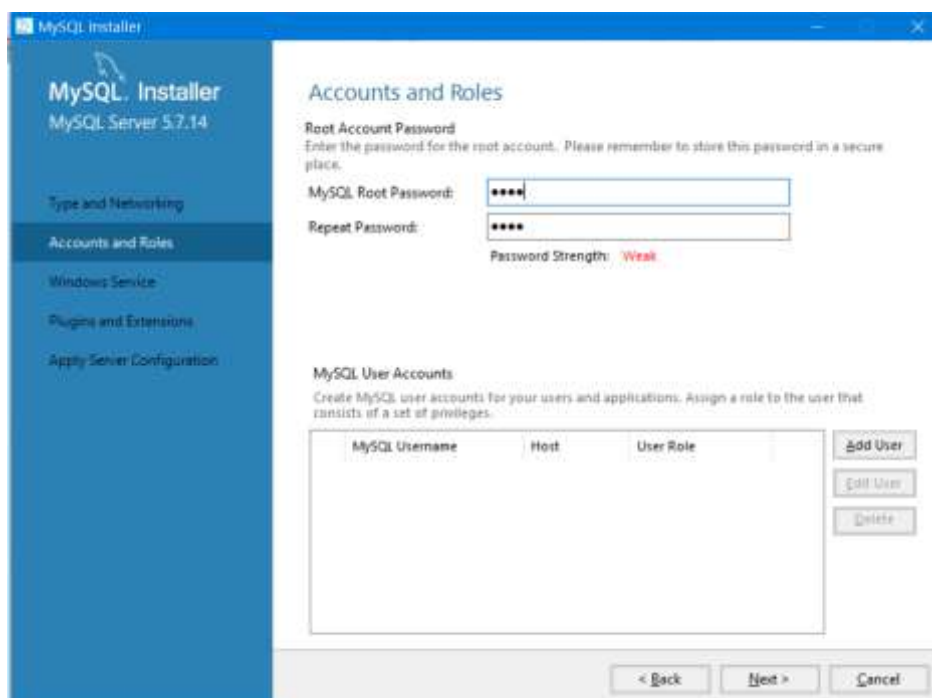 MySQL Installer
MySQL. Installer
MySQL Server 5.7.14
Type and Networking
Accounts and Roles
Windows Service
Plugins and Extensions
Apply Server Configuration
Accounts and Roles
Root Account Password
Enter the password for the root account. Please remember to store this password in a secure
place.
MySQL Root Password: ●●●●
Repeat Password: ●●●●
Password Strength: Weak
MySQL User Accounts
Create MySQL user accounts for your users and applications. Assign a role to the user that
consists of a set of privileges.
MySQL Username Host User Role
Add User
Edit User
Delete
< Back Next > Cancel